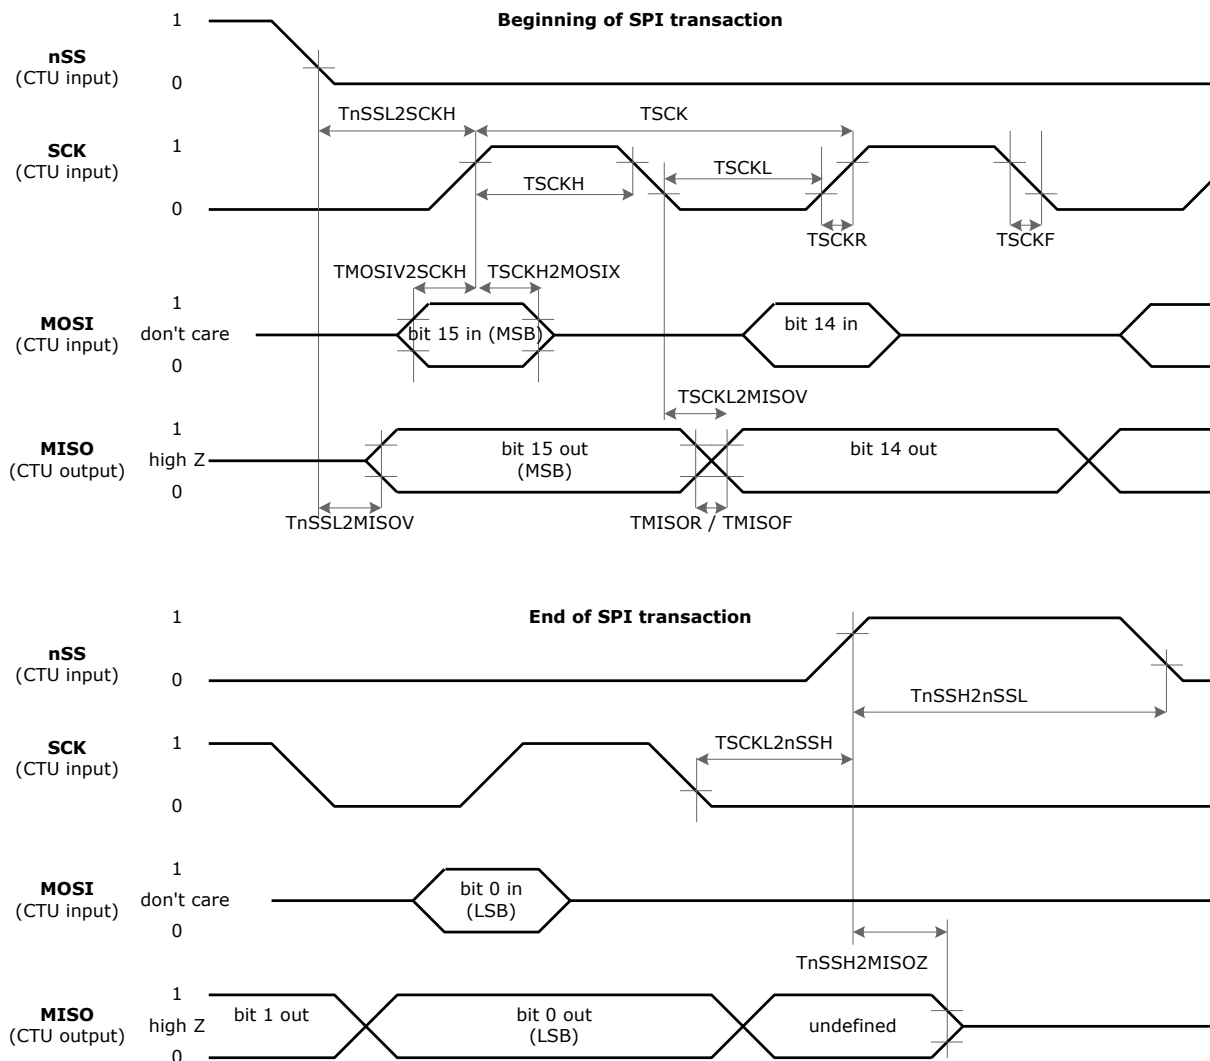 Beginning of SPI transaction
1
nSS
(CTU input)
0
TnSSL2SCKH
TSCK
1
SCK
(CTU input)
TSCKL
TSCKH
0
TSCKR
TSCKF
TMOSIV2SCKH
TSCKH2MOSIX
1
MOSI
(CTU input)
don't care
bit 15 in (MSB)
bit 14 in
0
TSCKL2MISOV
1
MISO
(CTU output)
high Z
bit 15 out
(MSB)
bit 14 out
0
TnSSL2MISOV
TMISOR / TMISOF
End of SPI transaction
1
nSS
(CTU input)
0
TnSSH2nSSL
TSCKL2nSSH
1
SCK
(CTU input)
0
1
MOSI
(CTU input)
don't care
bit 0 in
(LSB)
0
TnSSH2MISOZ
1
MISO
(CTU output)
high Z
bit 1 out
bit 0 out
(LSB)
undefined
0